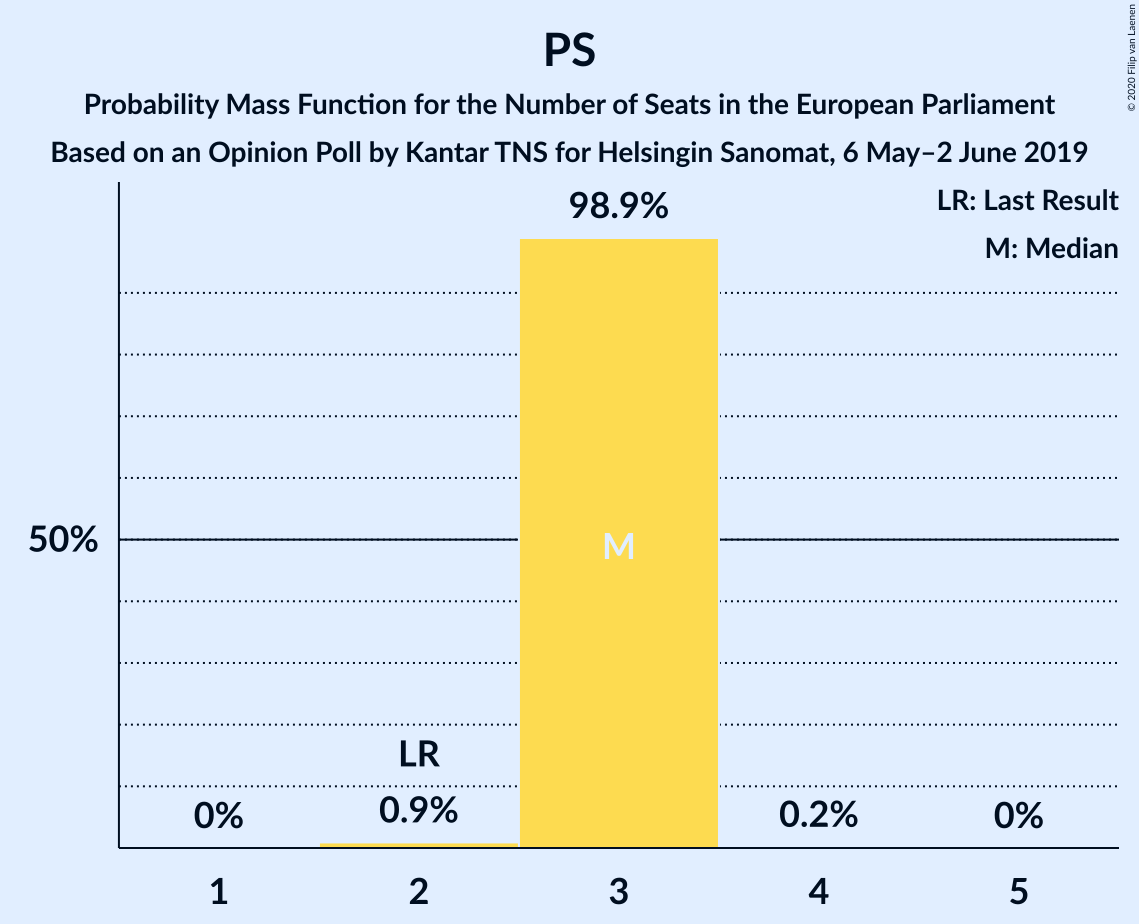 PS
Probability Mass Function for the Number of Seats in the European Parliament
Based on an Opinion Poll by Kantar TNS for Helsingin Sanomat, 6 May–2 June 2019
© 2020 Filip van Laenen
LR: Last Result
M: Median
98.9%
50%
M
LR
0%
0.9%
0.2%
0%
1
2
3
4
5